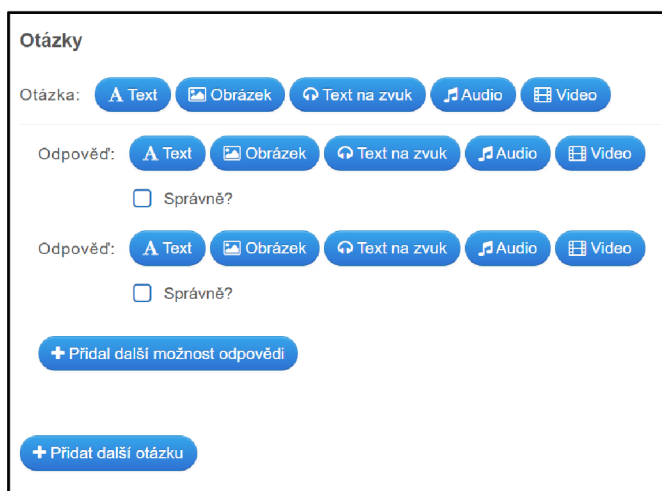 Otázky
Otázka: Text Obrázek Text na zvuk Audio Video
Odpověď: Text Obrázek Text na zvuk Audio Video
Správně?
Odpověď: Text Obrázek Text na zvuk Audio Video
Správně?
+ Přidal další možnost odpovědi
+ Přidat další otázku